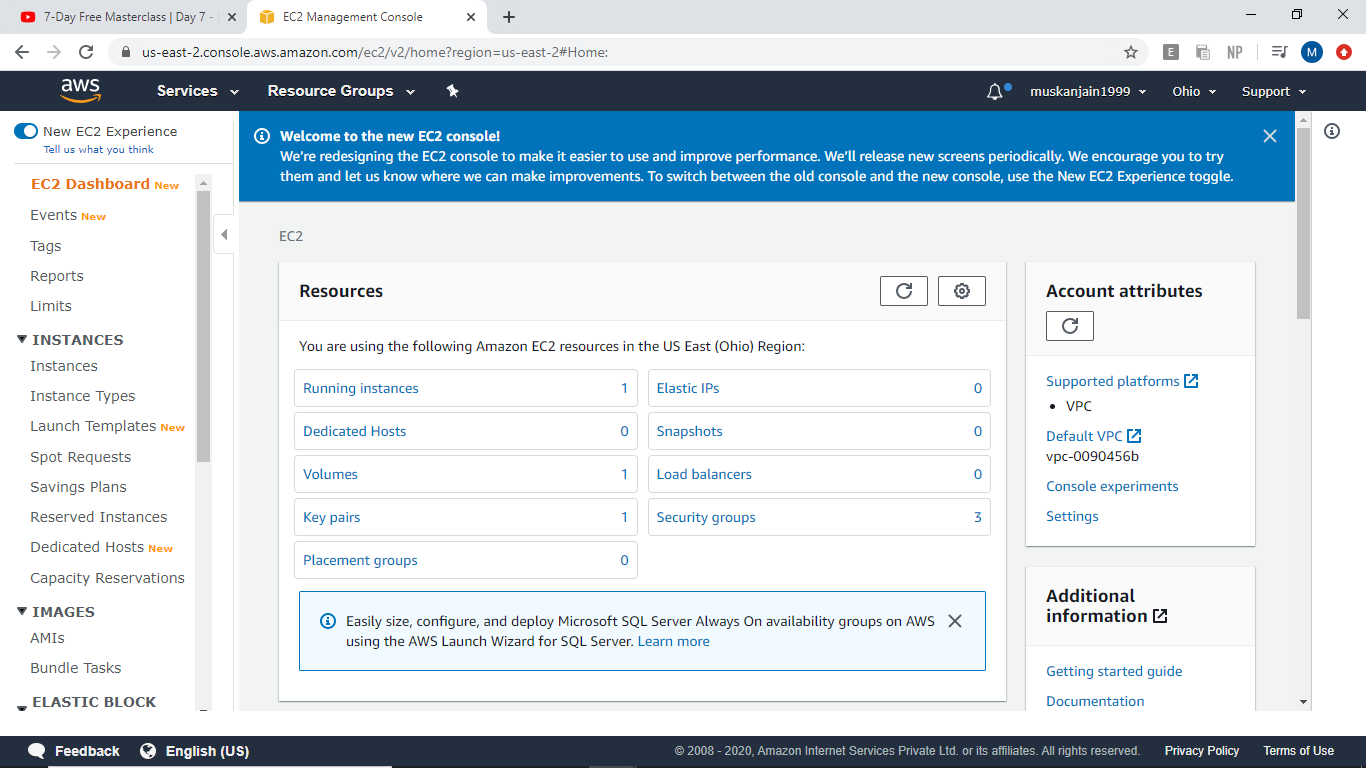 7-Day Free Masterclass | Day 7 -
EC2 Management Console
us-east-2.console.aws.amazon.com/ec2/v2/home?region=us-east-2#Home:
E
NP
M
aws
Services
Resource Groups
muskanjain1999
Ohio
Support
New EC2 Experience
Tell us what you think
EC2 Dashboard New
Events New
Tags
Reports
Limits
INSTANCES
Instances
Instance Types
Launch Templates New
Spot Requests
Savings Plans
Reserved Instances
Dedicated Hosts New
Capacity Reservations
IMAGES
AMIs
Bundle Tasks
ELASTIC BLOCK
Welcome to the new EC2 console!
We're redesigning the EC2 console to make it easier to use and improve performance. We'll release new screens periodically. We encourage you to try
them and let us know where we can make improvements. To switch between the old console and the new console, use the New EC2 Experience toggle.
EC2
Resources
You are using the following Amazon EC2 resources in the US East (Ohio) Region:
Running instances 1
Elastic IPs 0
Dedicated Hosts 0
Snapshots 0
Volumes 1
Load balancers 0
Key pairs 1
Security groups 3
Placement groups 0
Easily size, configure, and deploy Microsoft SQL Server Always On availability groups on AWS
using the AWS Launch Wizard for SQL Server. Learn more
Account attributes
Supported platforms
• VPC
Default VPC
vpc-0090456b
Console experiments
Settings
Additional
information
Getting started guide
Documentation
Feedback
English (US)
© 2008 - 2020, Amazon Internet Services Private Ltd. or its affiliates. All rights reserved.
Privacy Policy
Terms of Use